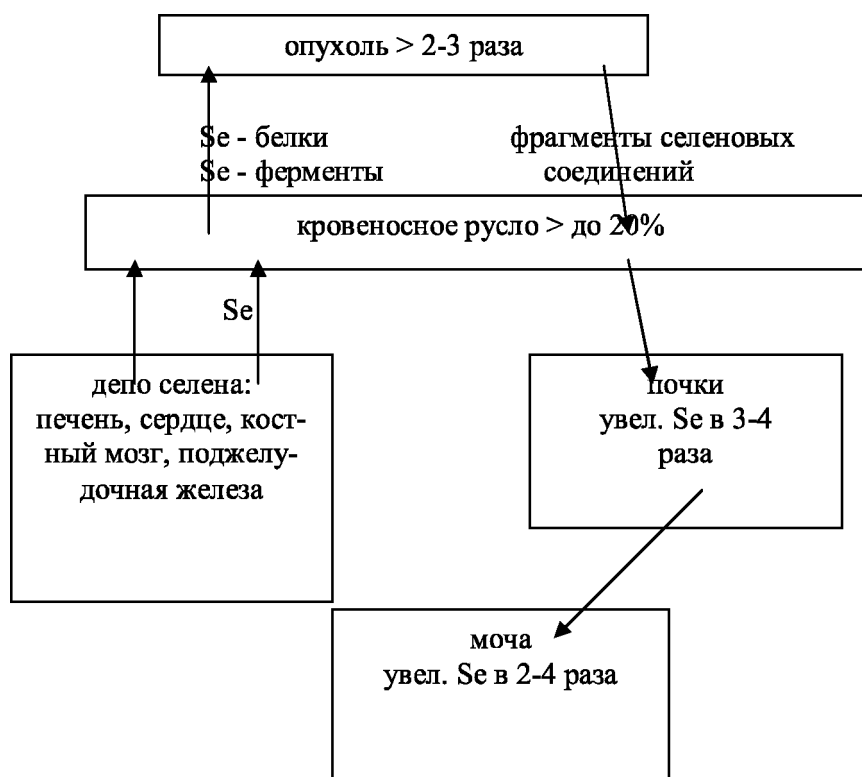 опухоль > 2-3 раза
Se - белки
Se - ферменты
фрагменты селеновых
соединений
кровеносное русло > до 20%
Se
депо селена:
печень, сердце, кост-
ный мозг, поджелу-
дочная железа
почки
увел. Se в 3-4
раза
моча
увел. Se в 2-4 раза